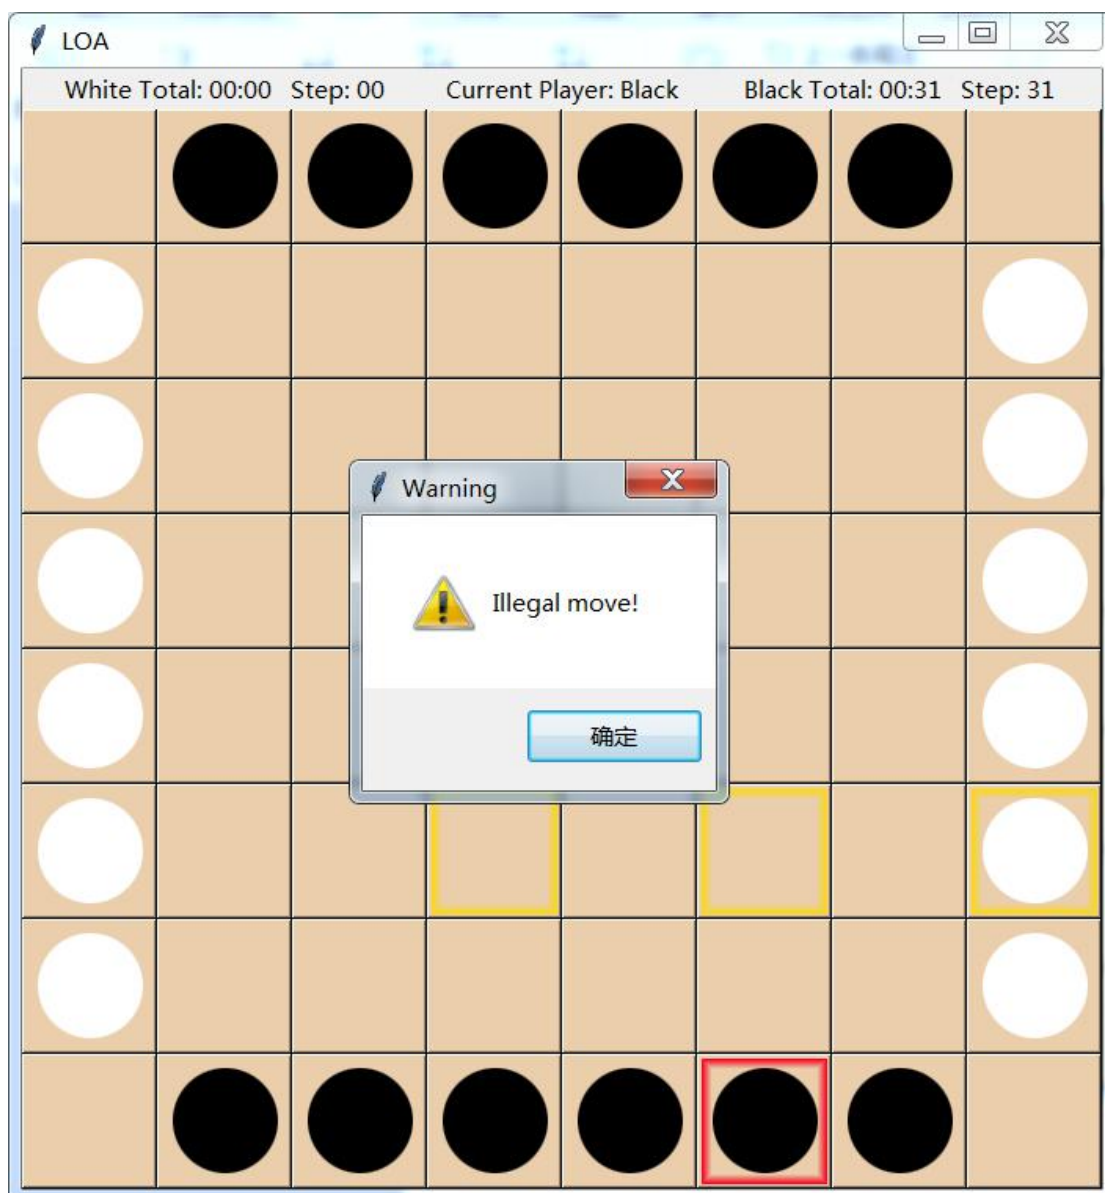 LOA
White Total: 00:00 Step: 00 Current Player: Black Black Total: 00:31 Step: 31
Warning
Illegal move!
确定